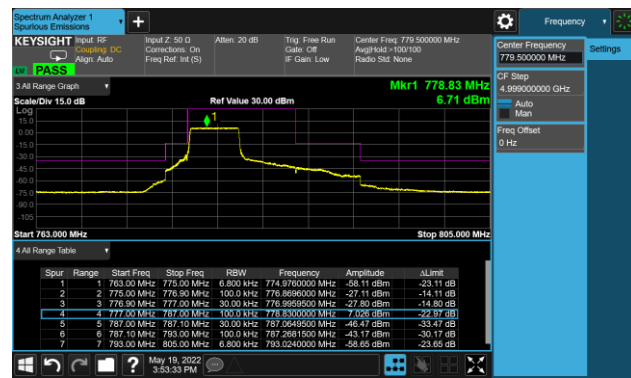 Spectrum Analyzer 1
Spurious Emissions
Frequency
KEYSIGHT Input: RF Input Z: 50 Ω Atten: 20 dB Trig: Free Run Center Freq: 779.500000 MHz
Coupling: DC Corrections: On Gate: Off Avg|Hold:>100/100
Align: Auto Freq Ref: Int (S) IF Gain: Low Radio Std: None
LW PASS
Center Frequency
779.500000 MHz
Settings
CF Step
4.999000000 GHz
Auto
Man
Freq Offset
0 Hz
3 All Range Graph
Mkr1 778.83 MHz
Scale/Div 15.0 dB Ref Value 30.00 dBm 6.71 dBm
Log
15.0
0.00
-15.0
-30.0
-45.0
-60.0
-75.0
-90.0
-105
1
Start 763.000 MHz Stop 805.000 MHz
4 All Range Table
Spur Range Start Freq Stop Freq RBW Frequency Amplitude ΔLimit
1 1 763.00 MHz 775.00 MHz 6.800 kHz 774.9760000 MHz -58.11 dBm -23.11 dB
2 2 775.00 MHz 776.90 MHz 100.0 kHz 776.8696000 MHz -27.11 dBm -14.11 dB
3 3 776.90 MHz 777.00 MHz 30.00 kHz 776.9959500 MHz -27.80 dBm -14.80 dB
4 4 777.00 MHz 787.00 MHz 100.0 kHz 778.8300000 MHz 7.026 dBm -22.97 dB
5 5 787.00 MHz 787.10 MHz 30.00 kHz 787.0649500 MHz -46.47 dBm -33.47 dB
6 6 787.10 MHz 793.00 MHz 100.0 kHz 787.2681500 MHz -43.17 dBm -30.17 dB
7 7 793.00 MHz 805.00 MHz 6.800 kHz 793.0240000 MHz -58.65 dBm -23.65 dB
May 19, 2022
3:53:33 PM